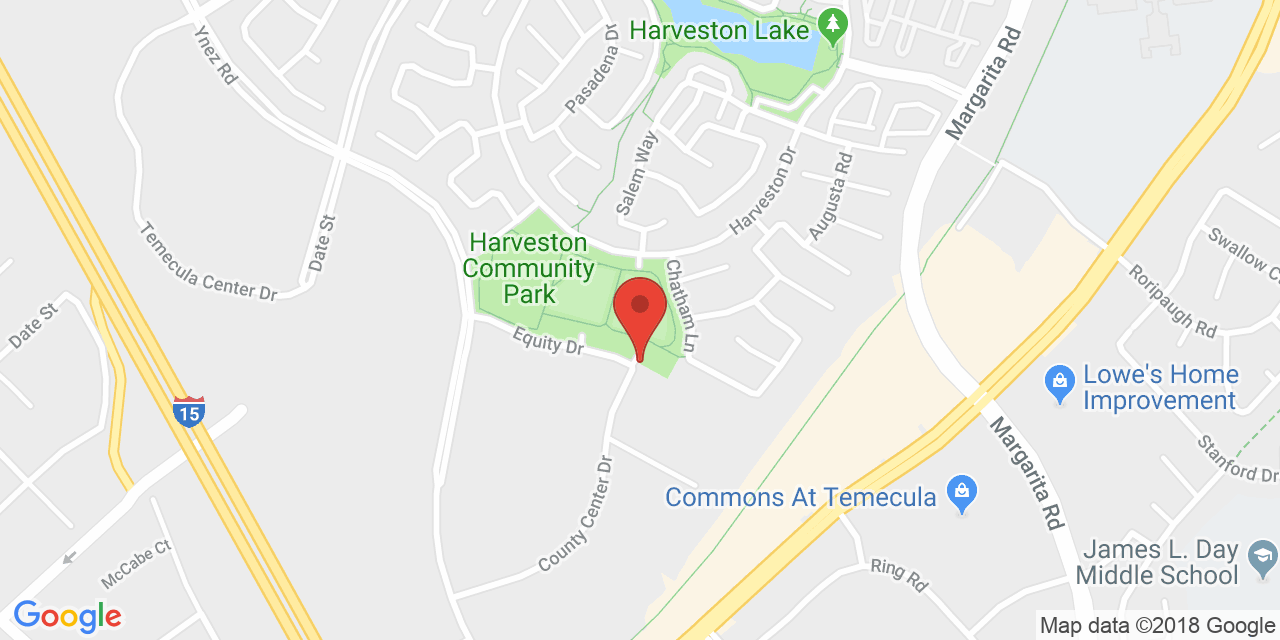 Harveston Lake
Ynez Rd
Pasadena Dr
Margarita Rd
Salem Way
Harveston Dr
Augusta Rd
Temecula Center Dr
Date St
Harveston
Community
Park
Chatham Ln
Swallow C
Roripaugh Rd
Date St
Equity Dr
15
Lowe's Home
Improvement
Margarita Rd
Stanford Dr
Commons At Temecula
County Center Dr
McCabe Ct
Ring Rd
James L. Day
Middle School
Google
Map data ©2018 Google